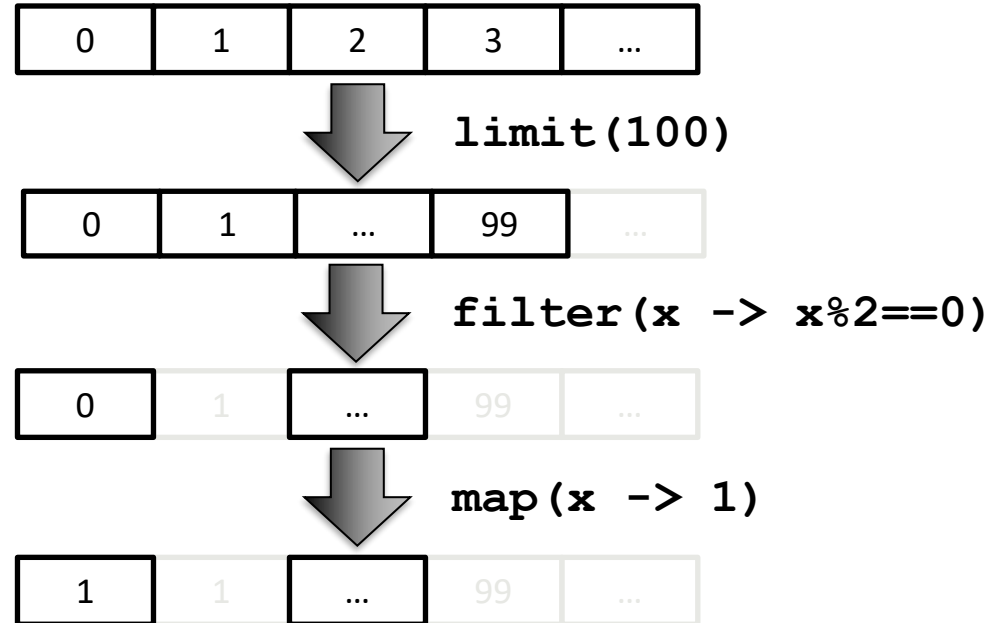 0 1 2 3 …
limit(100)
0 1 … 99 …
filter(x -> x%2==0)
0 1 … 99 …
map(x -> 1)
1 1 … 99 …